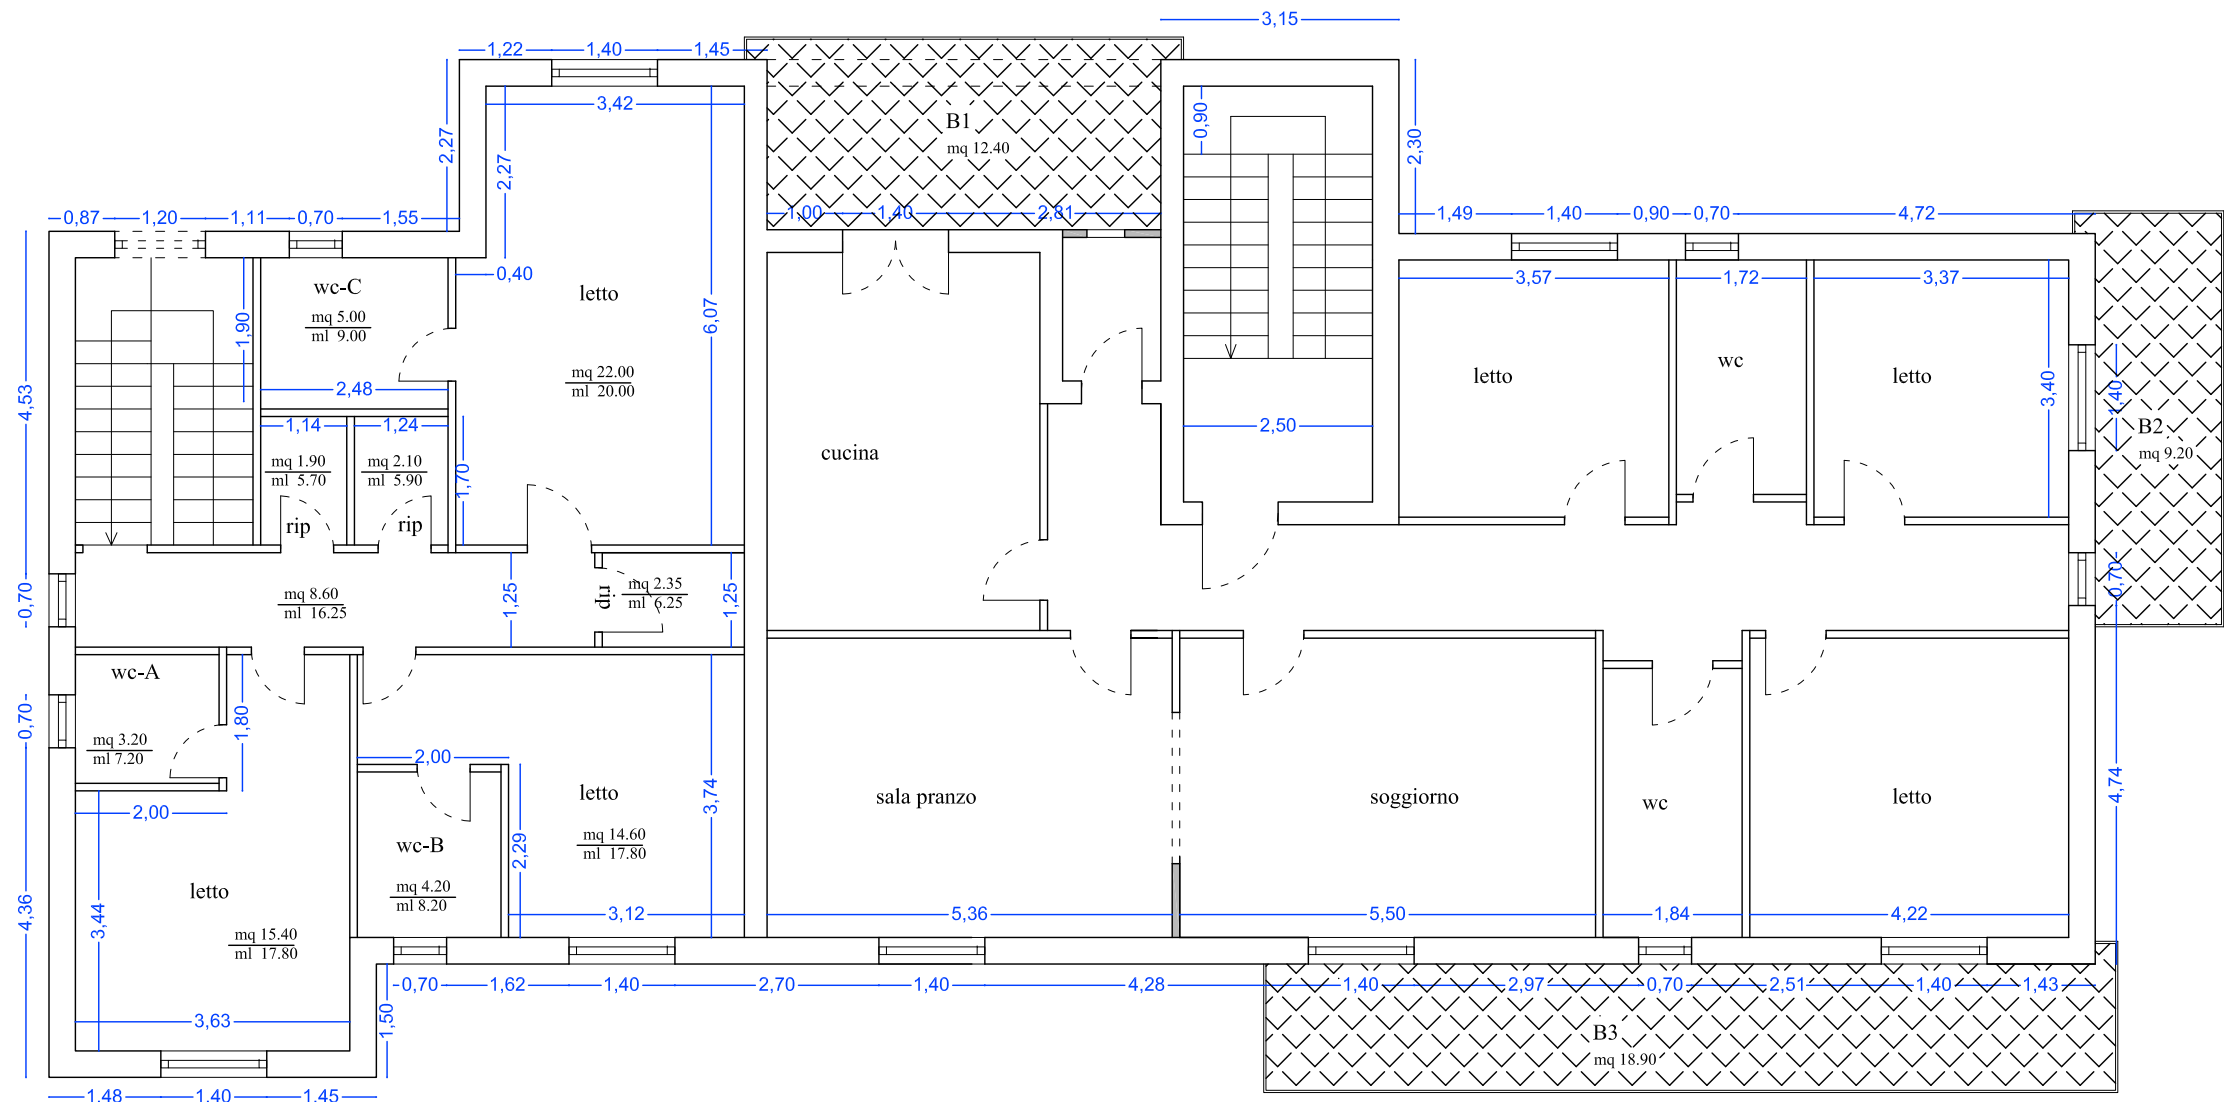 3,15
1,22 1,40 1,45
3,42
B1
mq 12.40
0,90
2,27
2,27
2,30
0,87 1,20 1,11 0,70 1,55
1,00 1,40 2,81
1,49 1,40 0,90 0,70 4,72
0,40
wc-C
mq 5.00
ml 9.00
1,90
letto
6,07
3,57 1,72 3,37
2,48
mq 22.00
ml 20.00
4,53
letto
wc
letto
3,40
1,40
1,14 1,24
2,50
B2
mq 9.20
mq 1.90
ml 5.70
mq 2.10
ml 5.90
1,70
cucina
rip
rip
mq 8.60
ml 16.25
1,25
rip
mq 2.35
ml 6.25
1,25
0,70
0,70
wc-A
mq 3.20
ml 7.20
1,80
0,70
2,00
2,00
letto
mq 14.60
ml 17.80
3,74
sala pranzo
soggiorno
wc
letto
4,74
wc-B
2,29
mq 4.20
ml 8.20
letto
3,44
4,36
3,12
5,36
5,50
1,84
4,22
mq 15.40
ml 17.80
0,70 1,62 1,40 2,70 1,40 4,28 1,40 2,97 0,70 2,51 1,40 1,43
3,63
1,50
B3
mq 18.90
1,48 1,40 1,45